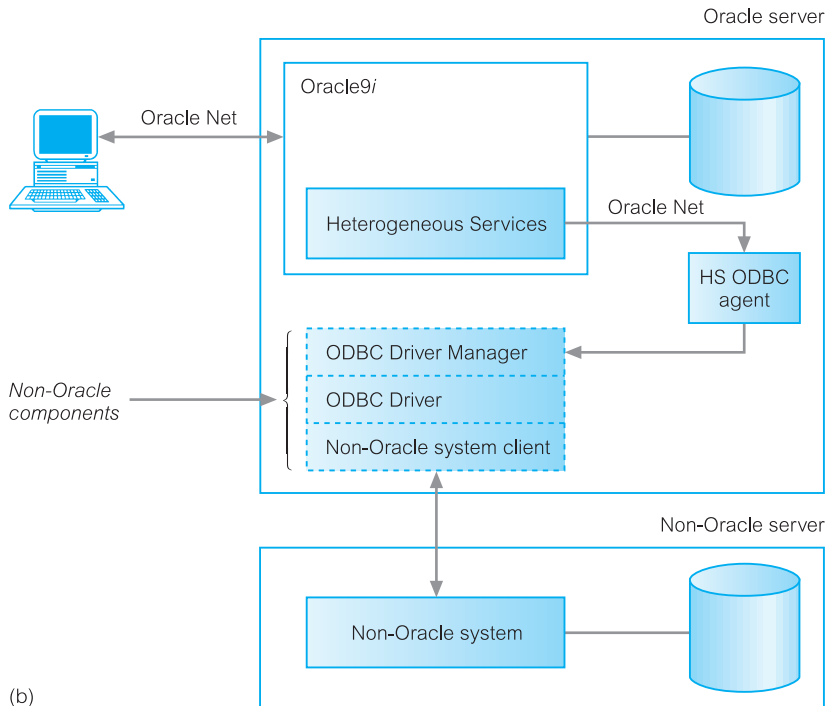 Oracle server
Oracle9i
Oracle Net
Heterogeneous Services
Oracle Net
HS ODBC
agent
ODBC Driver Manager
ODBC Driver
Non-Oracle system client
Non-Oracle
components
Non-Oracle server
Non-Oracle system
(b)